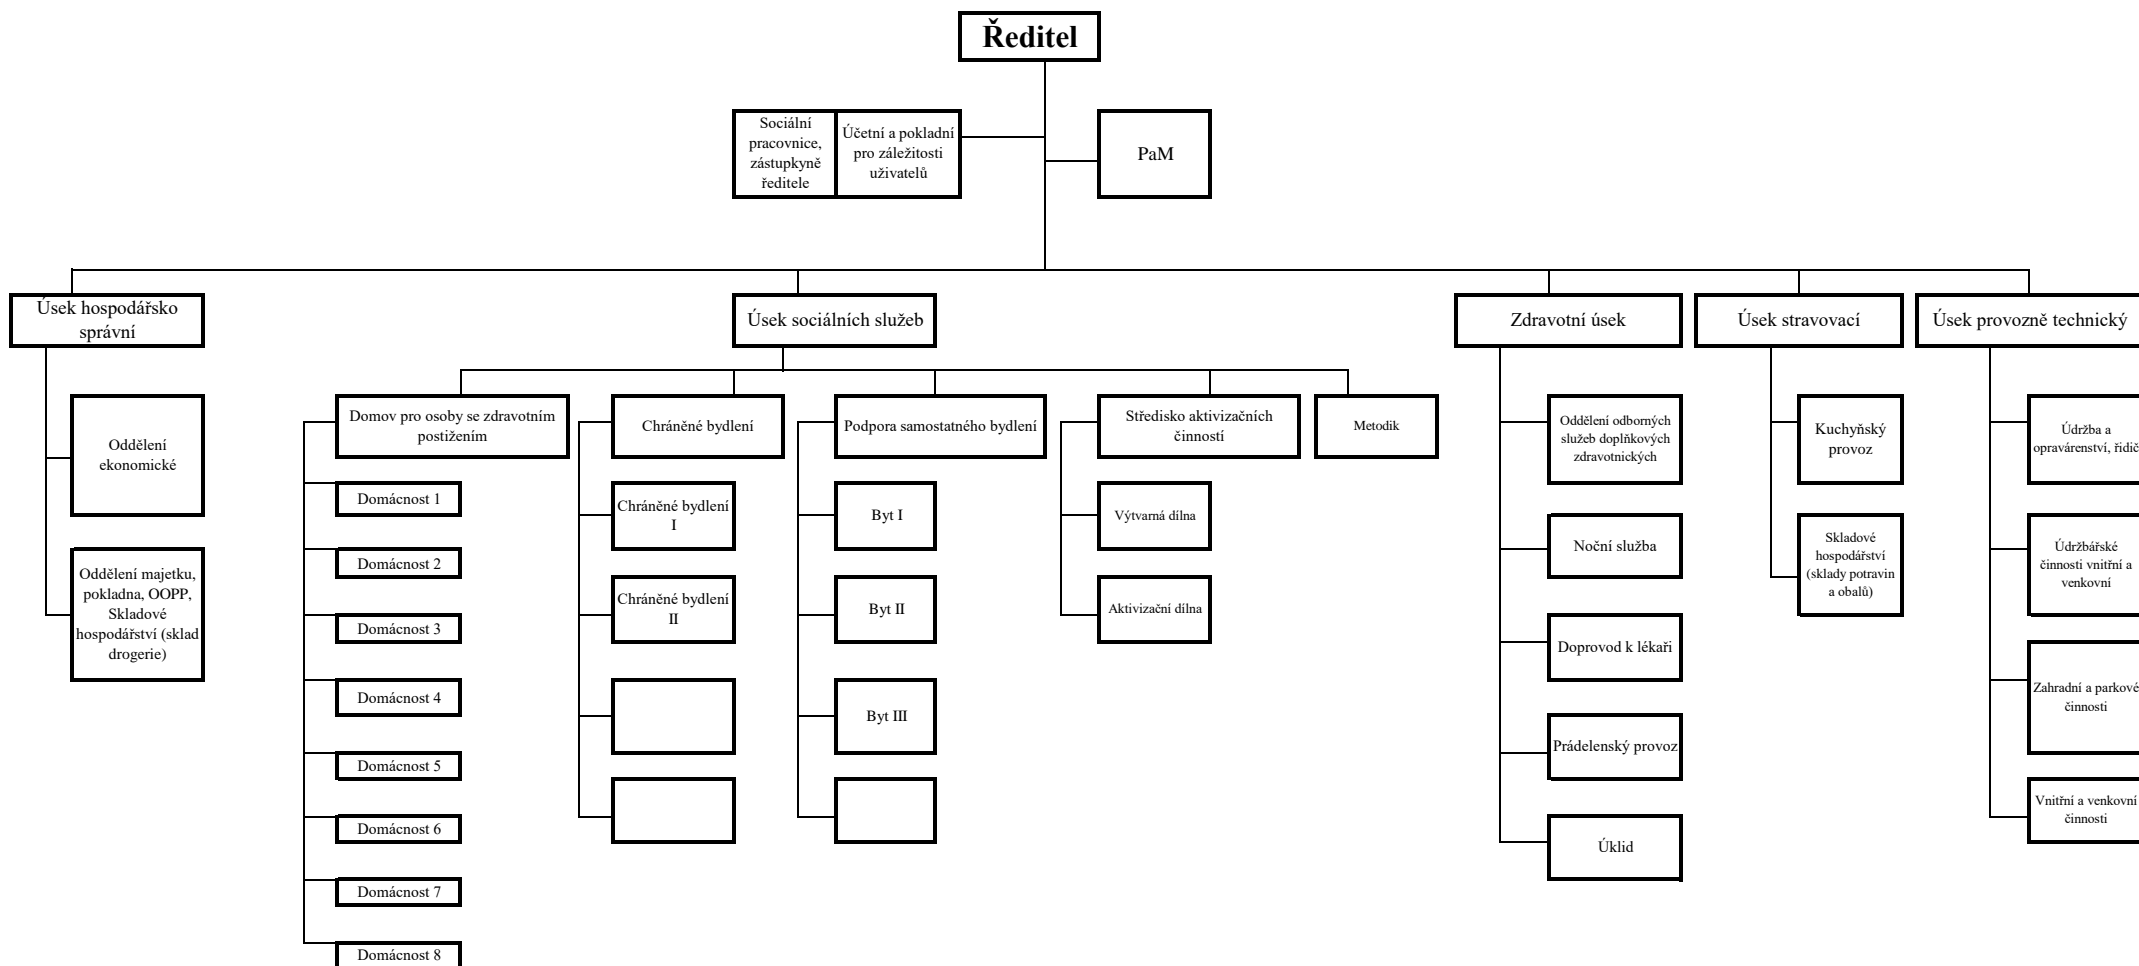 Ředitel
Sociální
pracovnice,
zástupkyně
ředitele
Účetní a pokladní
pro záležitosti
uživatelů
PaM
Úsek hospodářsko
správní
Úsek sociálních služeb
Zdravotní úsek
Úsek stravovací
Úsek provozně technický
Oddělení
ekonomické
Oddělení majetku,
pokladna, OOPP,
Skladové
hospodářství (sklad
drogerie)
Domov pro osoby se zdravotním
postižením
Domácnost 1
Domácnost 2
Domácnost 3
Domácnost 4
Domácnost 5
Domácnost 6
Domácnost 7
Domácnost 8
Chráněné bydlení
Chráněné bydlení
I
Chráněné bydlení
II
Podpora samostatného bydlení
Byt I
Byt II
Byt III
Středisko aktivizačních
činností
Výtvarná dílna
Aktivizační dílna
Metodik
Oddělení odborných
služeb doplňkových
zdravotnických
Noční služba
Doprovod k lékaři
Prádelenský provoz
Úklid
Kuchyňský
provoz
Skladové
hospodářství
(sklady potravin
a obalů)
Údržba a
opravárenství, řidič
Údržbářské
činnosti vnitřní a
venkovní
Zahradní a parkové
činnosti
Vnitřní a venkovní
činnosti